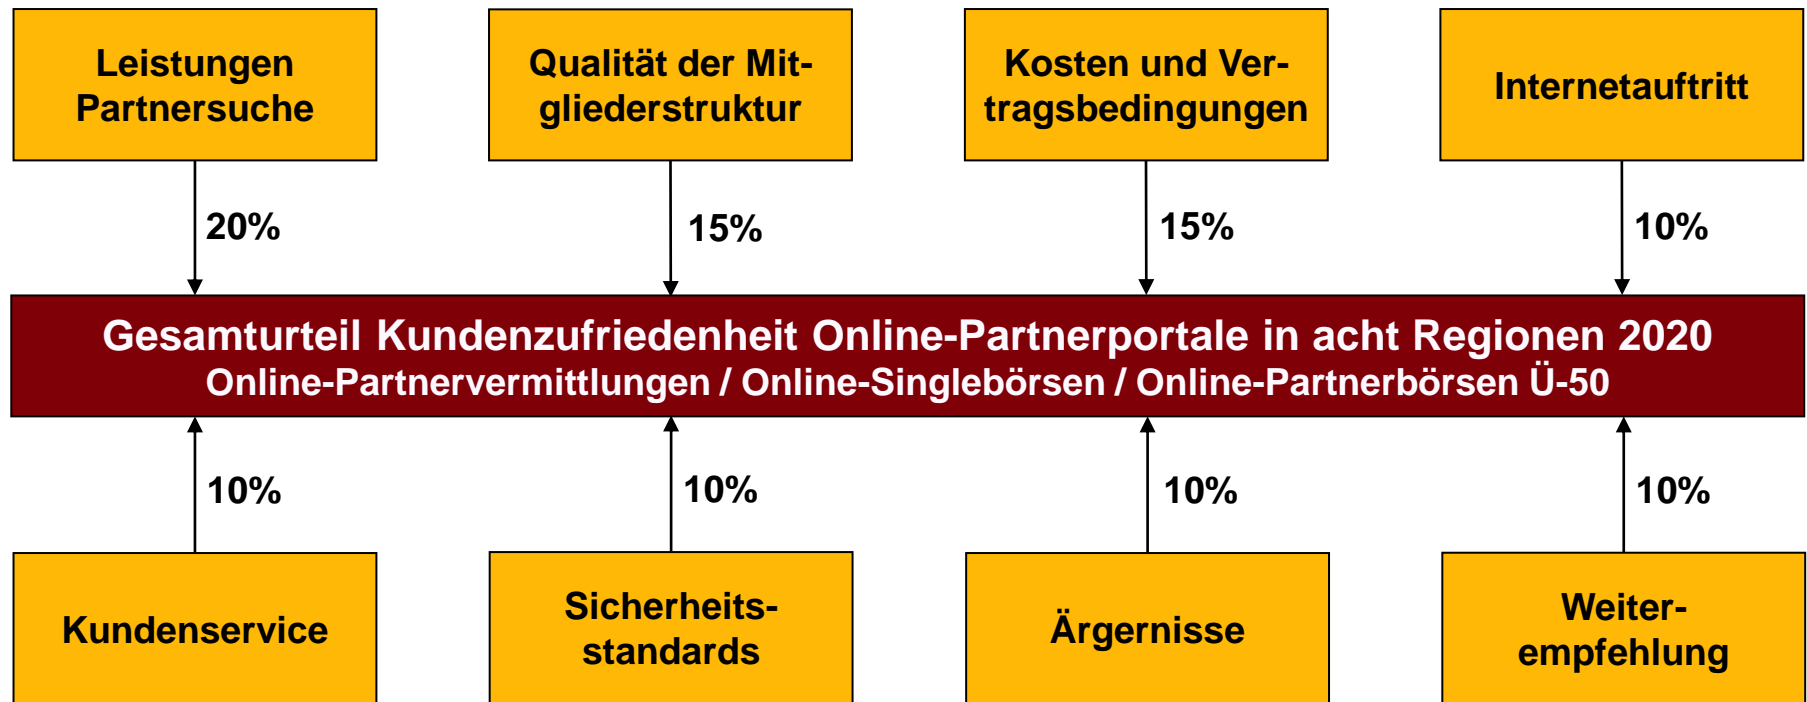 Leistungen
Partnersuche
Qualität der Mit-
gliederstruktur
Kosten und Ver-
tragsbedingungen
Internetauftritt
20%
15%
15%
10%
Gesamturteil Kundenzufriedenheit Online-Partnerportale in acht Regionen 2020
Online-Partnervermittlungen / Online-Singlebörsen / Online-Partnerbörsen Ü-50
10%
10%
10%
10%
Kundenservice
Sicherheits-
standards
Ärgernisse
Weiter-
empfehlung